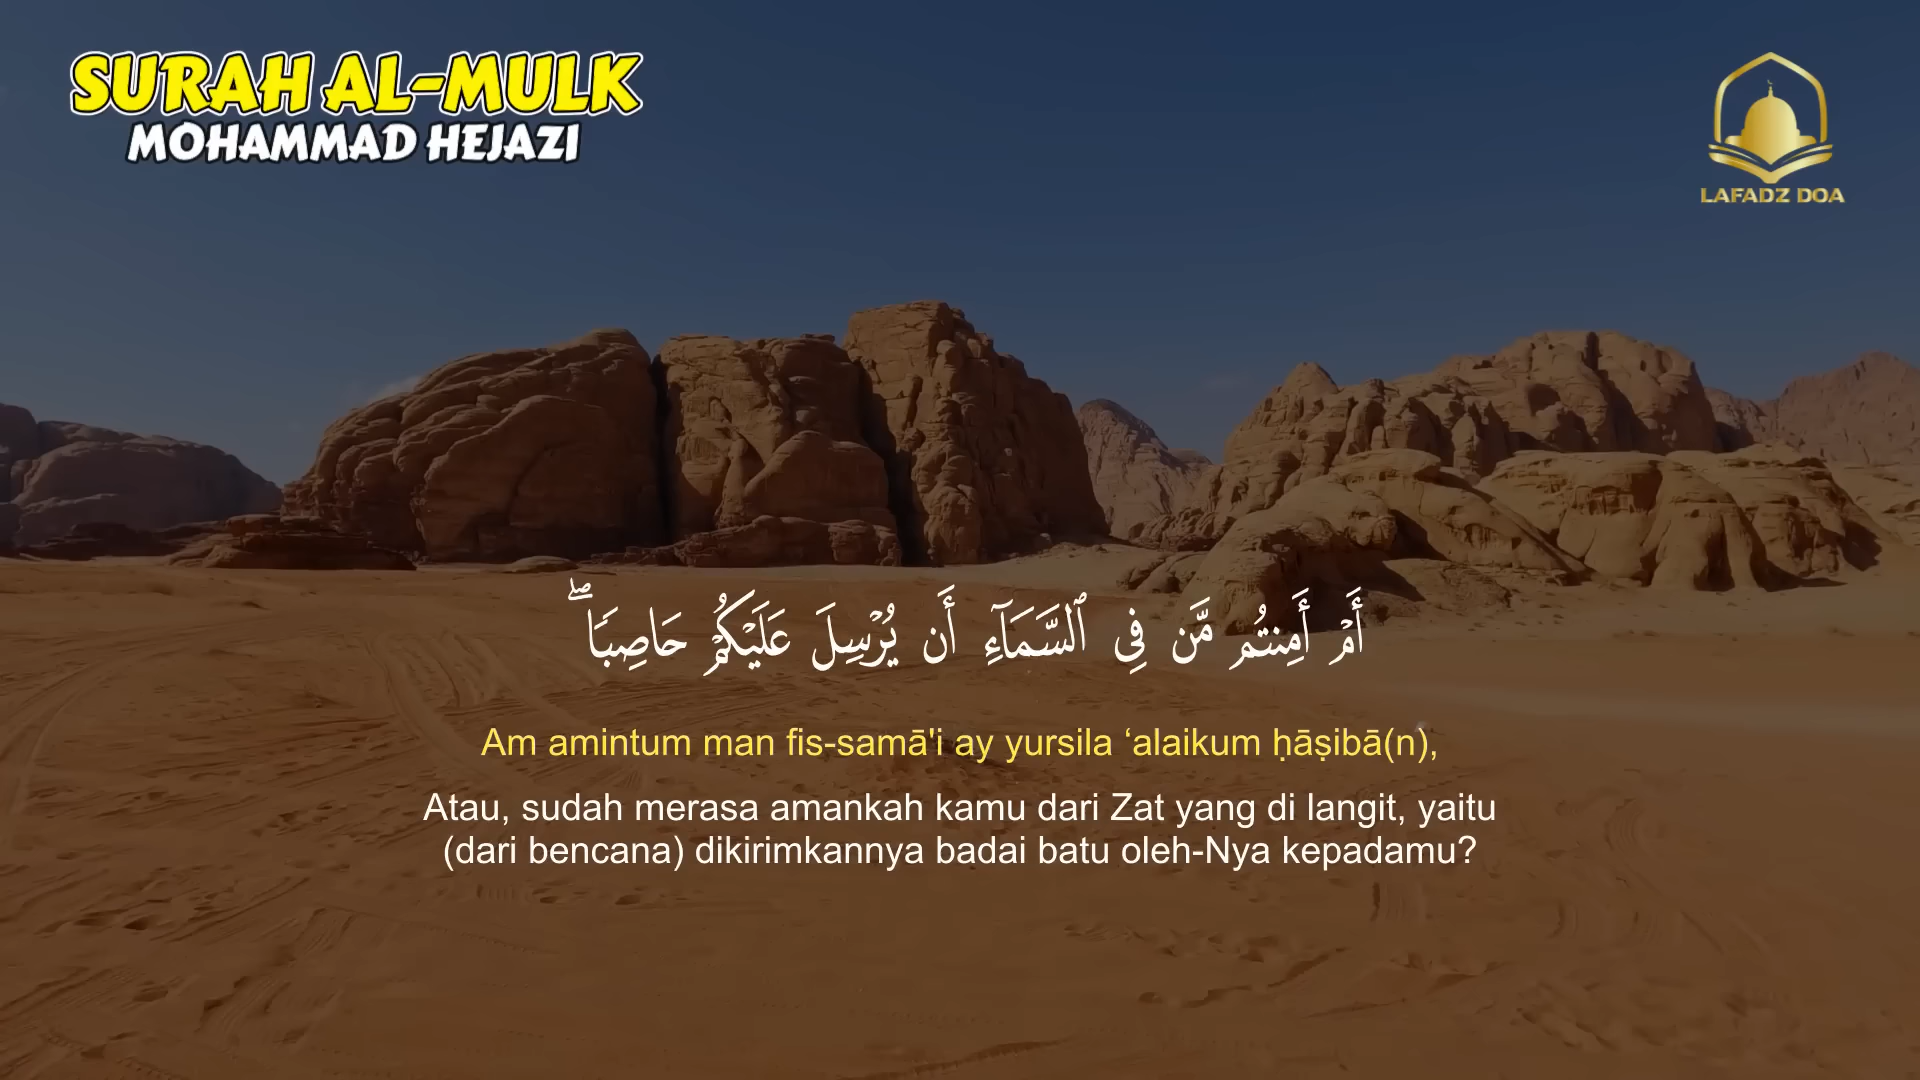 SURAH AL-MULK
MOHAMMAD HEJAZI
LAFADZ DOA
أَمْ أَمِنتُم مَّن فِى ٱلسَّمَآءِ أَن يُرْسِلَ عَلَيْكُمْ حَاصِبًا ۖ
Am amintum man fis-samā'i ay yursila ‘alaikum ḥāṣibā(n),
Atau, sudah merasa amankah kamu dari Zat yang di langit, yaitu
(dari bencana) dikirimkannya badai batu oleh-Nya kepadamu?